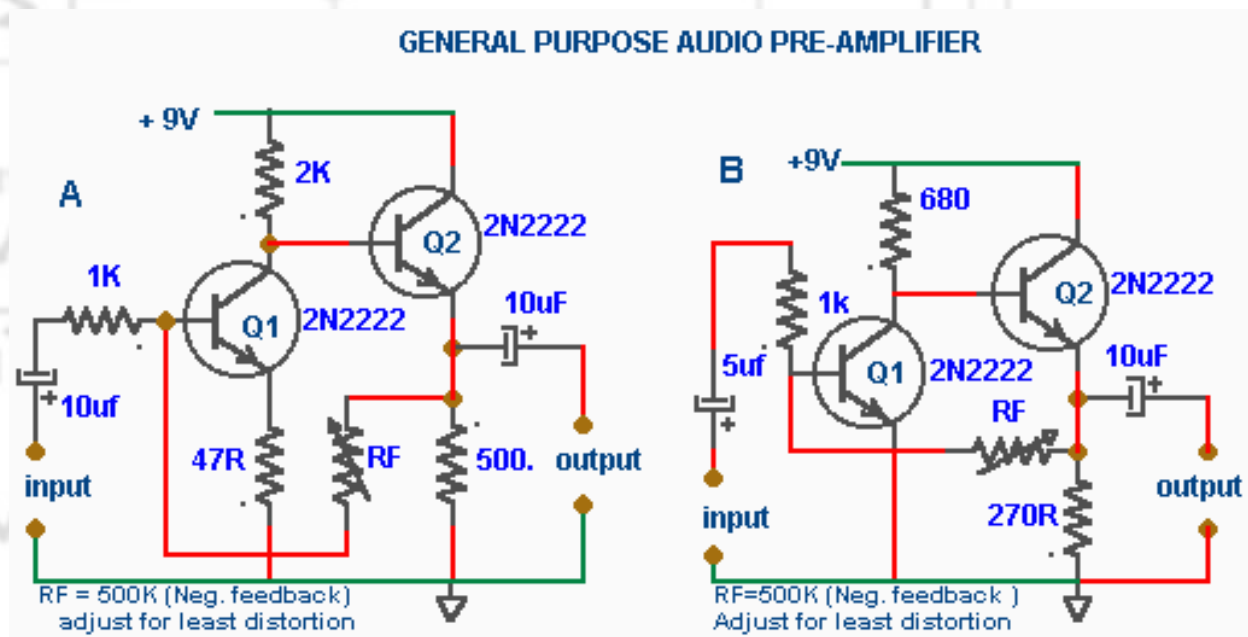 GENERAL PURPOSE AUDIO PRE-AMPLIFIER
A
+ 9V
2K
Q2
2N2222
1K
Q1
2N2222
10uF
+
+
10uf
47R
RF
500.
input
output
RF = 500K (Neg. feedback)
adjust for least distortion
B
+9V
680
Q2
2N2222
1k
5uf
Q1
2N2222
10uF
+
+
RF
270R
input
output
RF=500K (Neg. feedback )
Adjust for least distortion